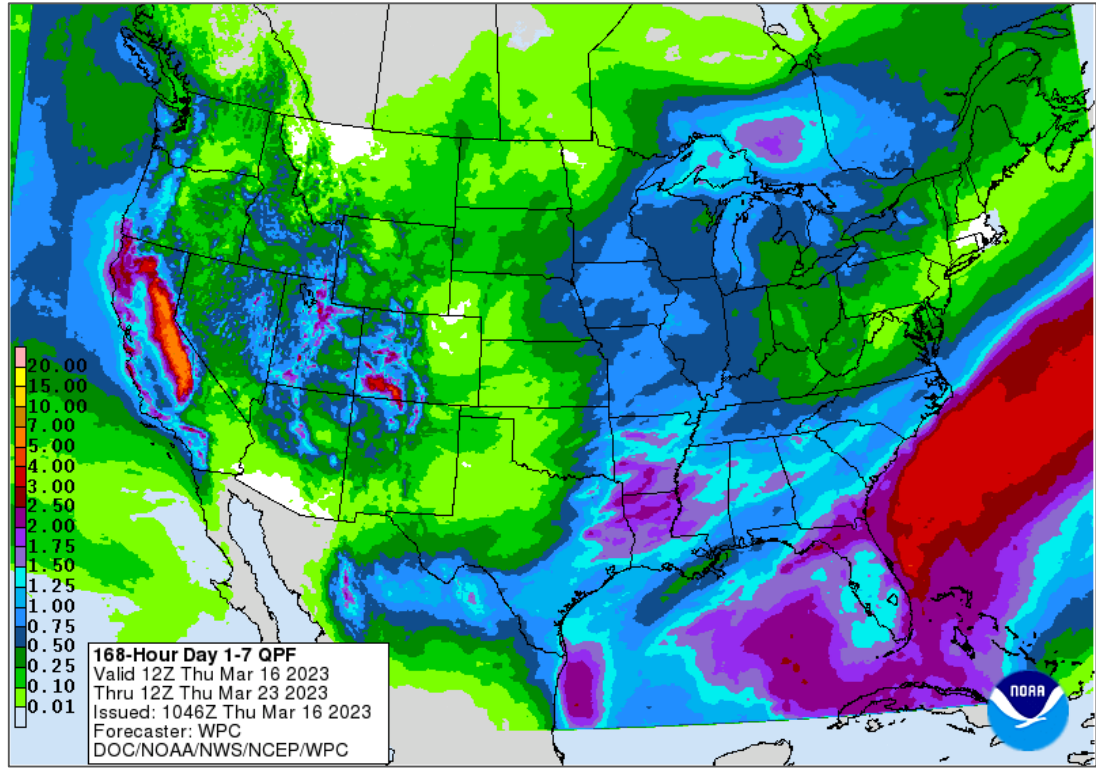 20.00
15.00
10.00
7.00
5.00
4.00
3.00
2.50
2.00
1.75
1.50
1.25
1.00
0.75
0.50
0.25
0.10
0.01
168-Hour Day 1-7 QPF
Valid 12Z Thu Mar 16 2023
Thru 12Z Thu Mar 23 2023
Issued: 1046Z Thu Mar 16 2023
Forecaster: WPC
DOC/NOAA/NWS/NCEP/WPC
NOAA